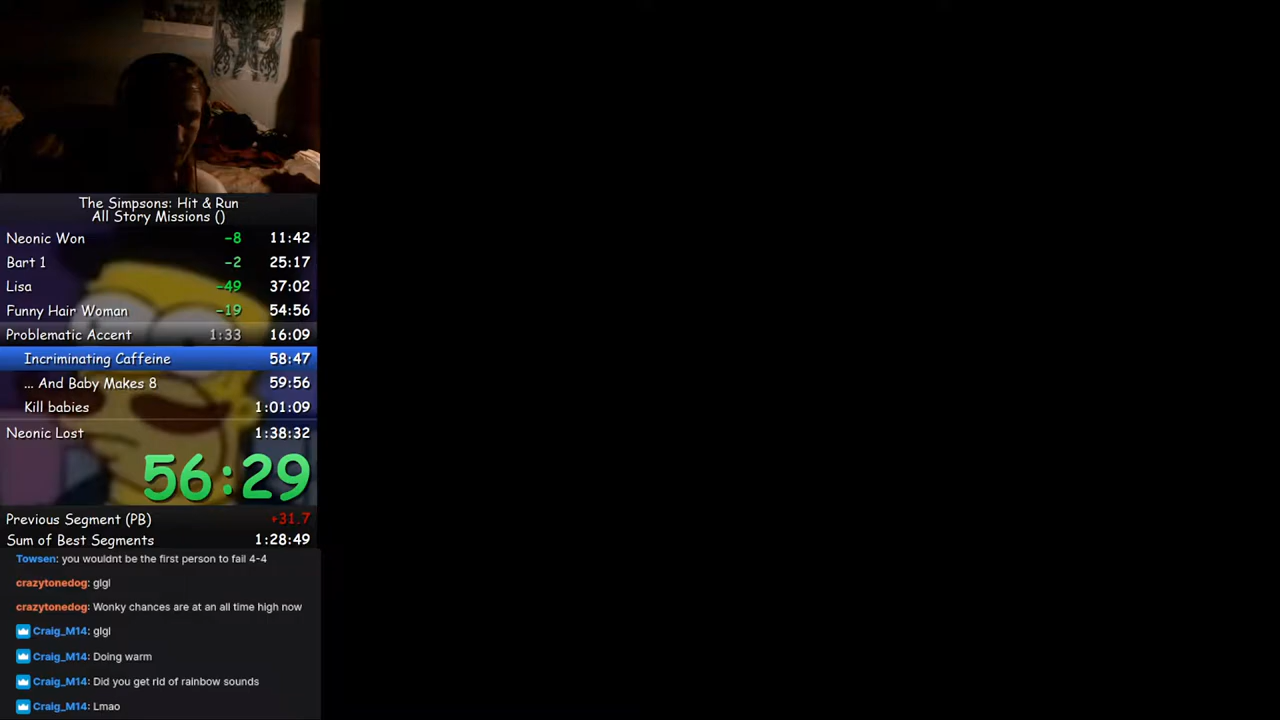 The Simpsons: Hit & Run
All Story Missions ()
Neonic Won -8 11:42
Bart 1 -2 25:17
Lisa -49 37:02
Funny Hair Woman -19 54:56
Problematic Accent 1:33 16:09
Incriminating Caffeine 58:47
... And Baby Makes 8 59:56
Kill babies 1:01:09
Neonic Lost 1:38:32
56:29
Previous Segment (PB) +31.7
Sum of Best Segments 1:28:49
Towsen: you wouldnt be the first person to fail 4-4
crazytonedog: glgl
crazytonedog: Wonky chances are at an all time high now
Craig_M14: glgl
Craig_M14: Doing warm
Craig_M14: Did you get rid of rainbow sounds
Craig_M14: Lmao